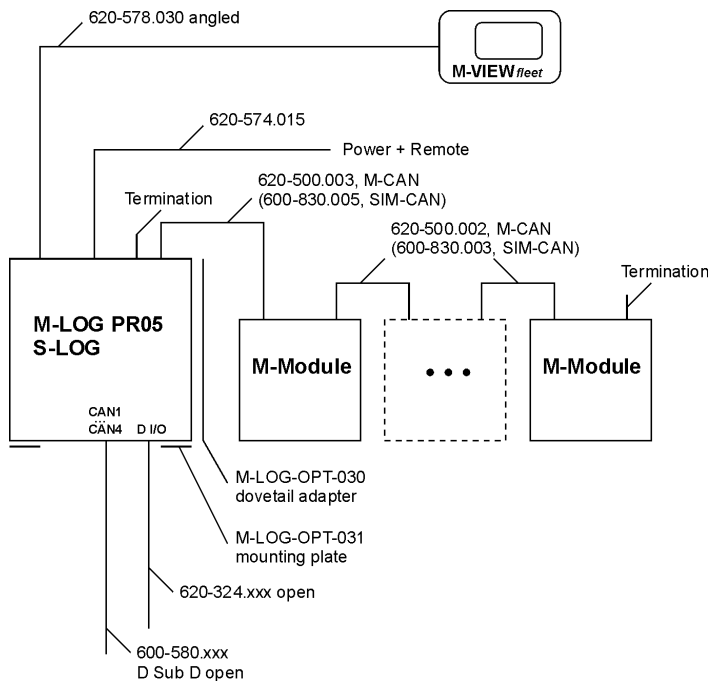 620-578.030 angled
M-VIEW fleet
620-574.015
Power + Remote
620-500.003, M-CAN
(600-830.005, SIM-CAN)
Termination
620-500.002, M-CAN
(600-830.003, SIM-CAN)
Termination
M-LOG PR05
S-LOG
M-Module
M-Module
CAN1
...
CAN4
D I/O
M-LOG-OPT-030
dovetail adapter
M-LOG-OPT-031
mounting plate
620-324.xxx open
600-580.xxx
D Sub D open